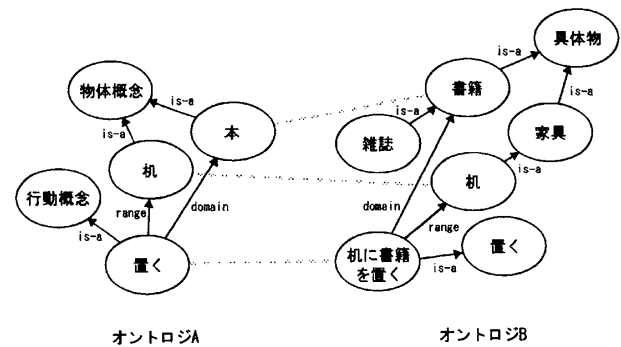 具体物
is-a
物体概念
is-a
書籍
is-a
is-a
is-a
本
is-a
雑誌
家具
机
机
is-a
行動概念
range
domain
domain
range
is-a
置く
机に書籍
を置く
is-a
置く
オントロジA
オントロジB